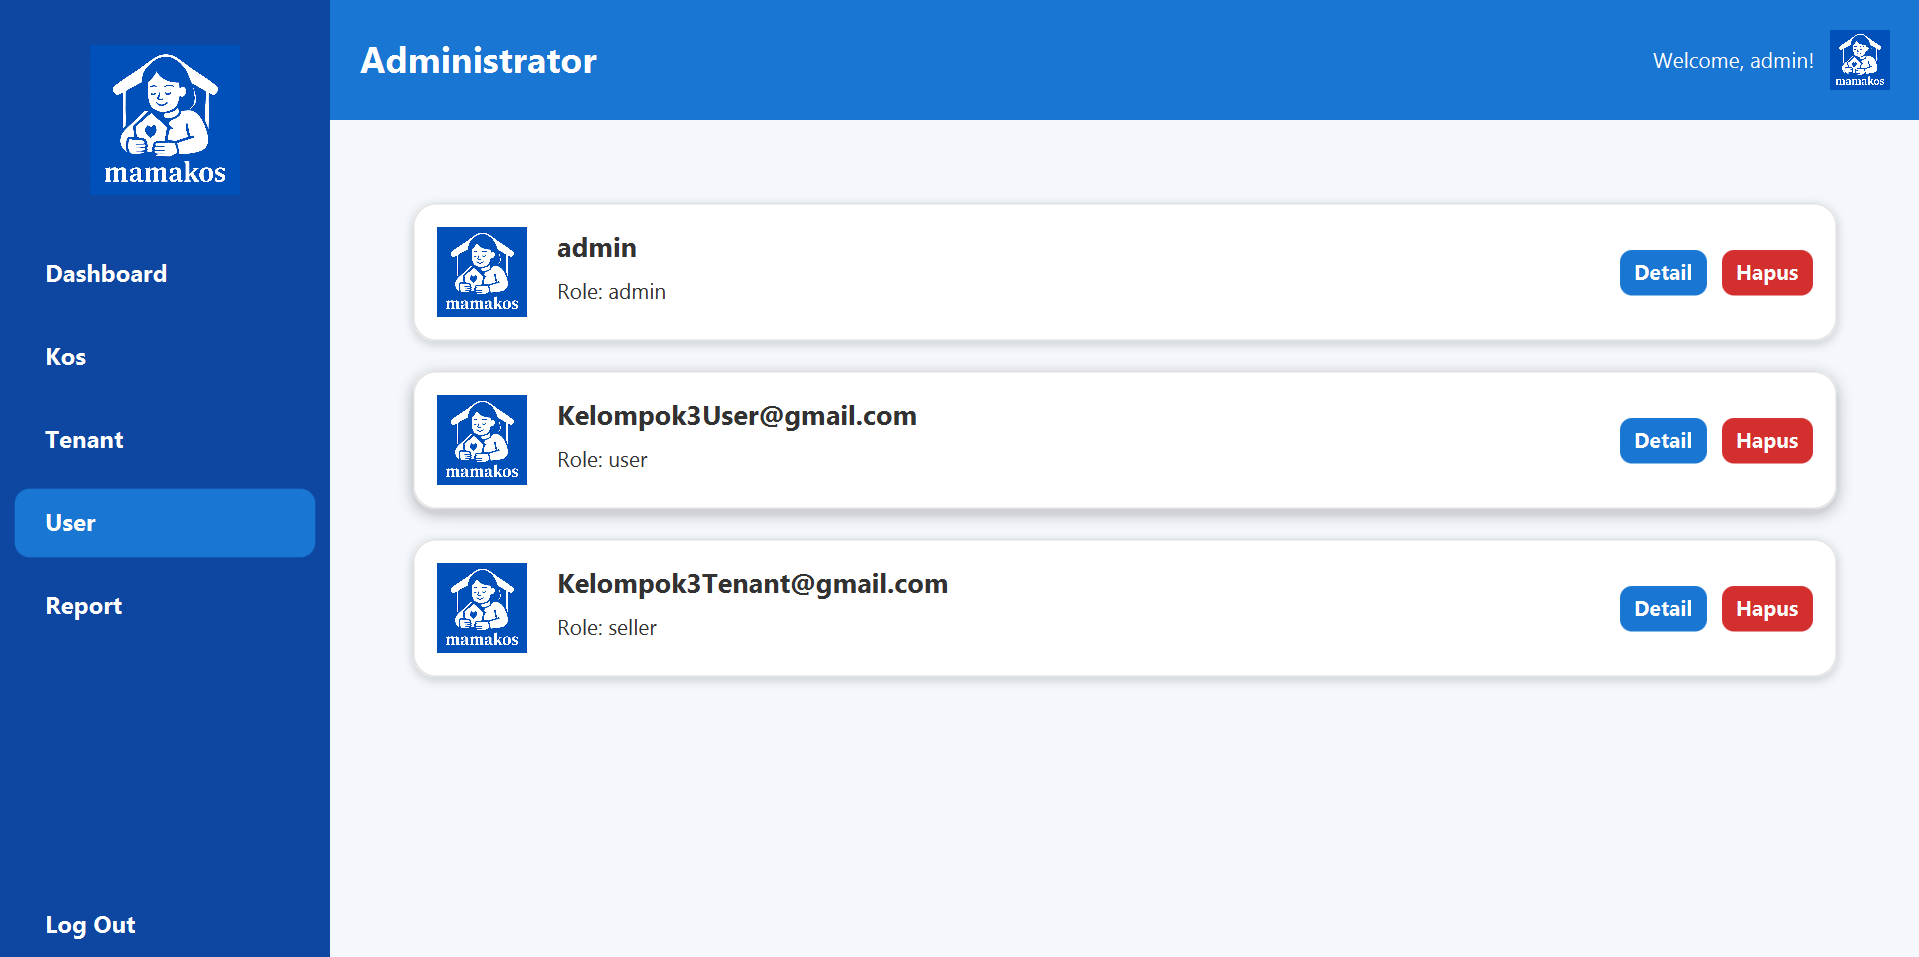 mamakos
Dashboard
Kos
Tenant
User
Report
Log Out
Administrator
Welcome, admin!
mamakos
mamakos
admin
Role: admin
Detail
Hapus
mamakos
Kelompok3User@gmail.com
Role: user
Detail
Hapus
mamakos
Kelompok3Tenant@gmail.com
Role: seller
Detail
Hapus